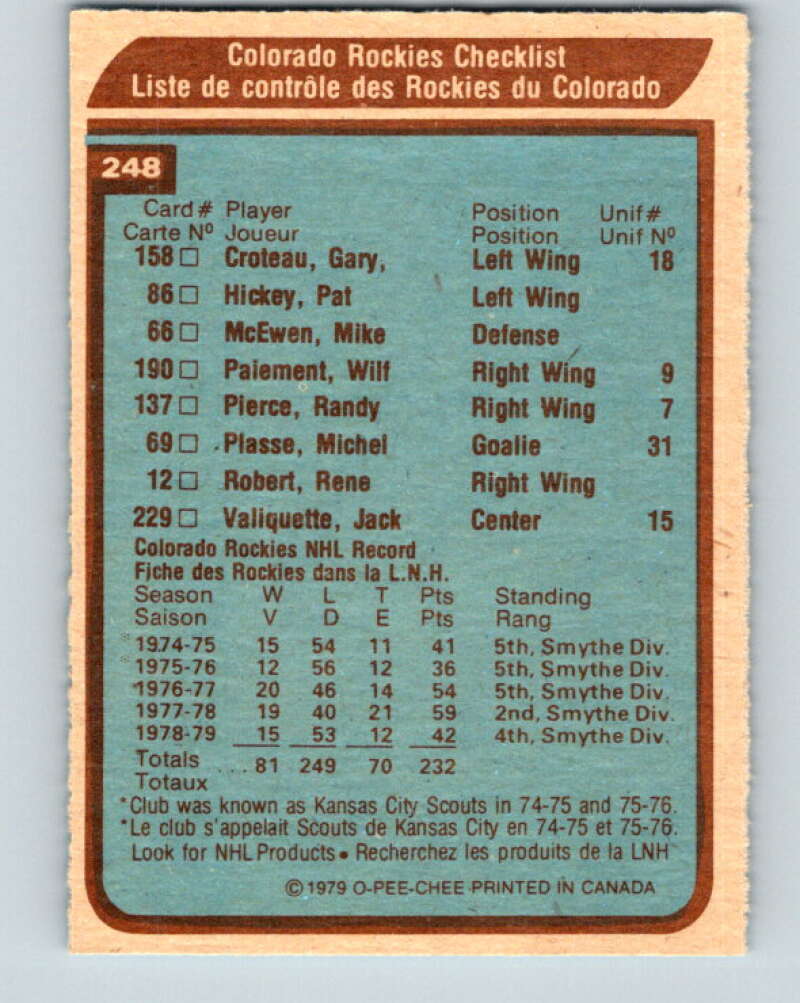 Colorado Rockies Checklist
Liste de contrôle des Rockies du Colorado
248
Card # Player Position Unif #
Carte Nº Joueur Position Unif Nº
158 □ Croteau, Gary, Left Wing 18
86 □ Hickey, Pat Left Wing
66 □ McEwen, Mike Defense
190 □ Paiement, Wilf Right Wing 9
137 □ Pierce, Randy Right Wing 7
69 □ Plasse, Michel Goalie 31
12 □ Robert, Rene Right Wing
229 □ Valiquette, Jack Center 15
Colorado Rockies NHL Record
Fiche des Rockies dans la L.N.H.
Season W L T Pts Standing
Saison V D E Pts Rang
*1974-75 15 54 11 41 5th, Smythe Div.
*1975-76 12 56 12 36 5th, Smythe Div.
1976-77 20 46 14 54 5th, Smythe Div.
1977-78 19 40 21 59 2nd, Smythe Div.
1978-79 15 53 12 42 4th, Smythe Div.
Totals ... 81 249 70 232
Totaux
*Club was known as Kansas City Scouts in 74-75 and 75-76.
*Le club s'appelait Scouts de Kansas City en 74-75 et 75-76.
Look for NHL Products • Recherchez les produits de la LNH
© 1979 O-PEE-CHEE PRINTED IN CANADA